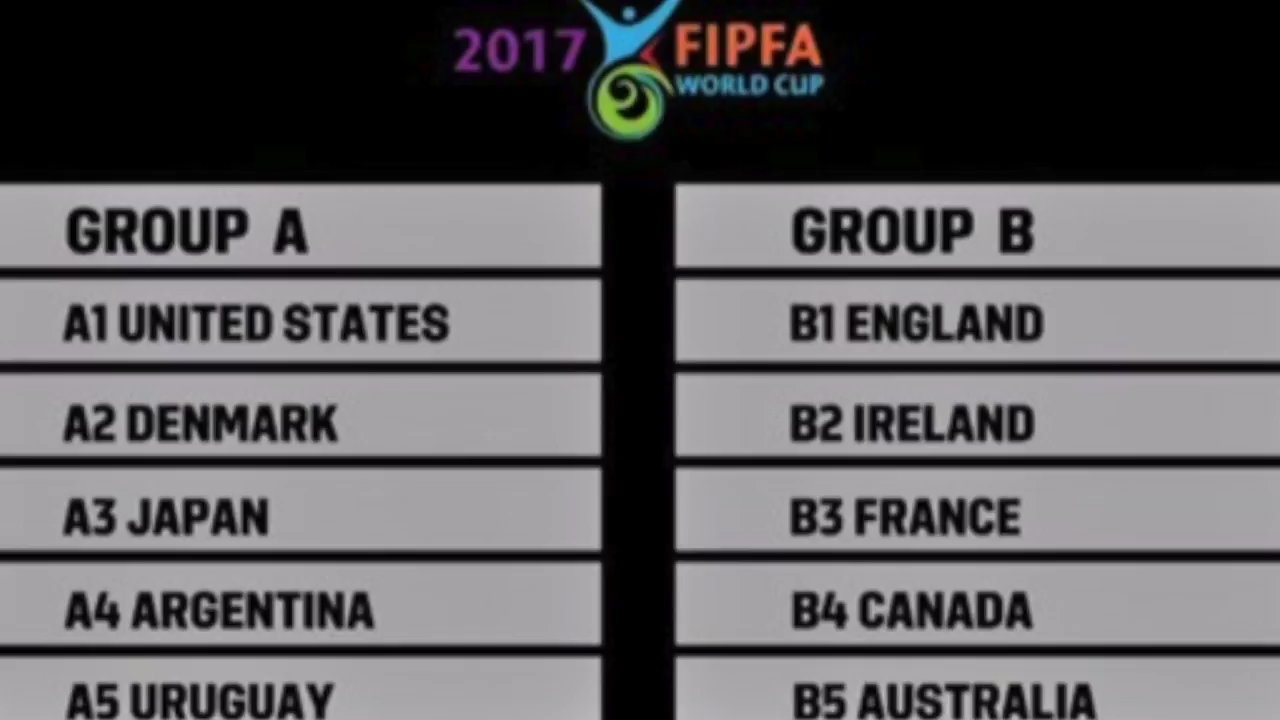 2017 FIPFA
WORLD CUP
GROUP A
A1 UNITED STATES
A2 DENMARK
A3 JAPAN
A4 ARGENTINA
A5 URUGUAY
GROUP B
B1 ENGLAND
B2 IRELAND
B3 FRANCE
B4 CANADA
B5 AUSTRALIA